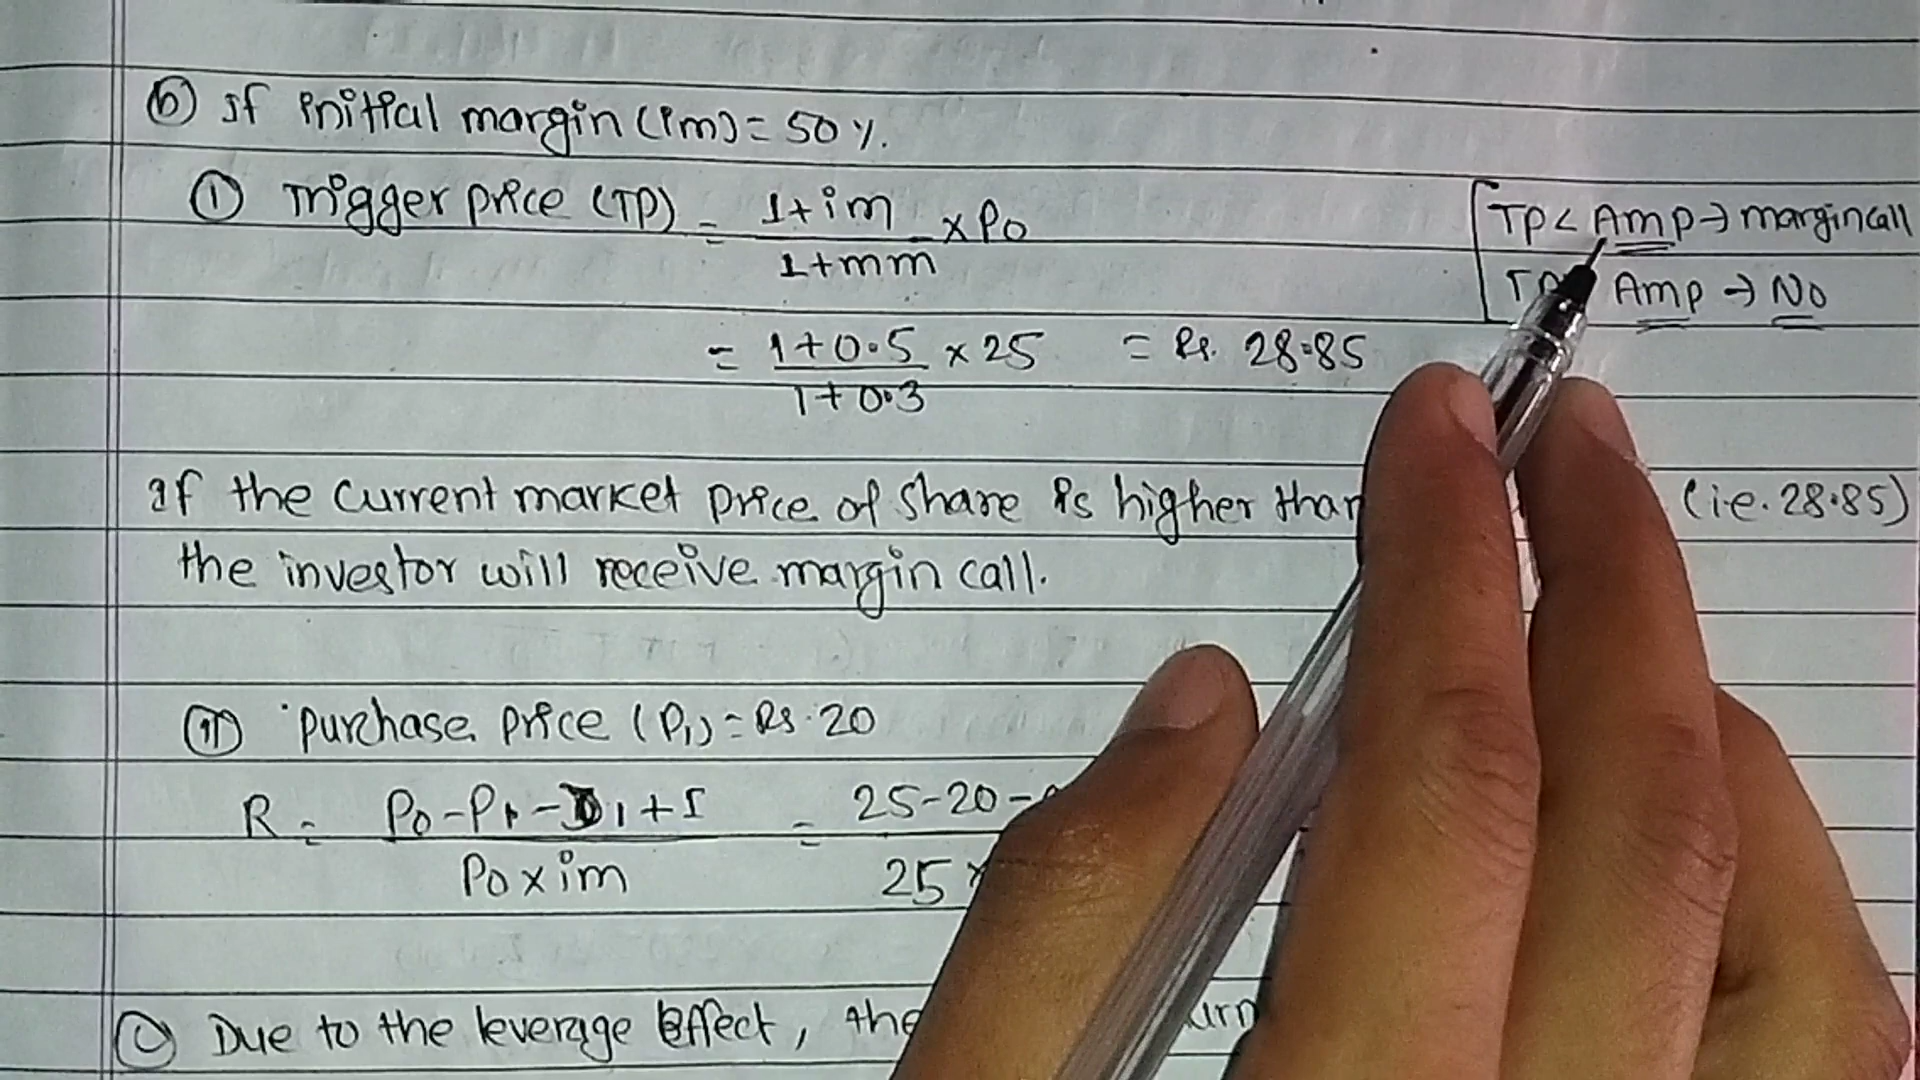 (b) If initial margin (im) = 50%.
(i) Trigger price (TP) = 1+im / 1+mm × P0
TP < Amp → margin call
Amp → No
= 1+0.5 / 1+0.3 × 25 = Rs. 28.85
If the current market price of share is higher than (i.e. 28.85)
the investor will receive margin call.
(ii) Purchase price (P1) = Rs. 20
R = P0 - P1 - D1 + I / P0 × im = 25 - 20 - / 25 ×
(c) Due to the leverage effect, the